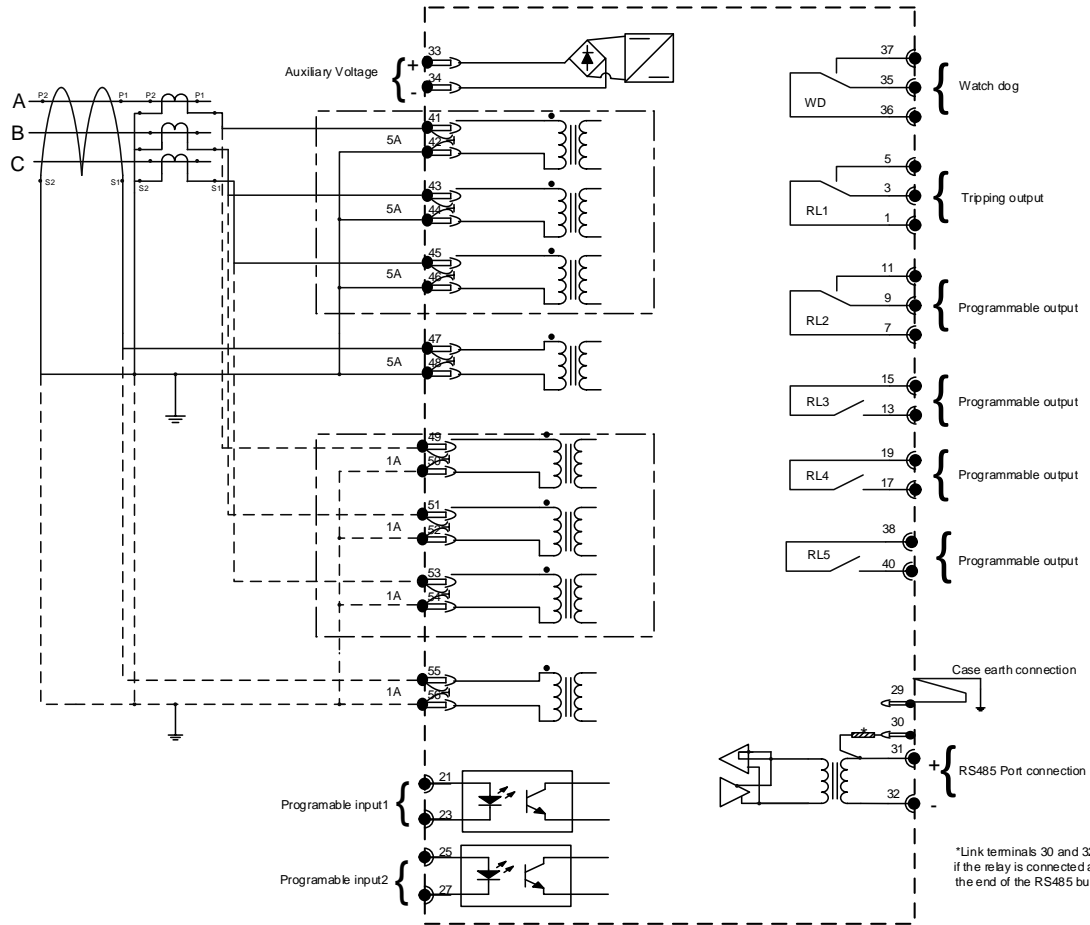 33
Auxiliary Voltage
+
34
-
A
P2
P1
P2
P1
B
C
S2
S1
S2
S1
41
5A
42
43
5A
44
45
5A
46
47
5A
48
49
1A
50
51
1A
52
53
1A
54
55
1A
56
21
Programable input1
23
25
Programable input2
27
37
35
WD
36
Watch dog
5
3
RL1
1
Tripping output
11
9
RL2
7
Programmable output
15
RL3
13
Programmable output
19
RL4
17
Programmable output
38
RL5
40
Programmable output
Case earth connection
29
30
*
31
+
RS485 Port connection
32
-
*Link terminals 30 and
if the relay is connected
the end of the RS485